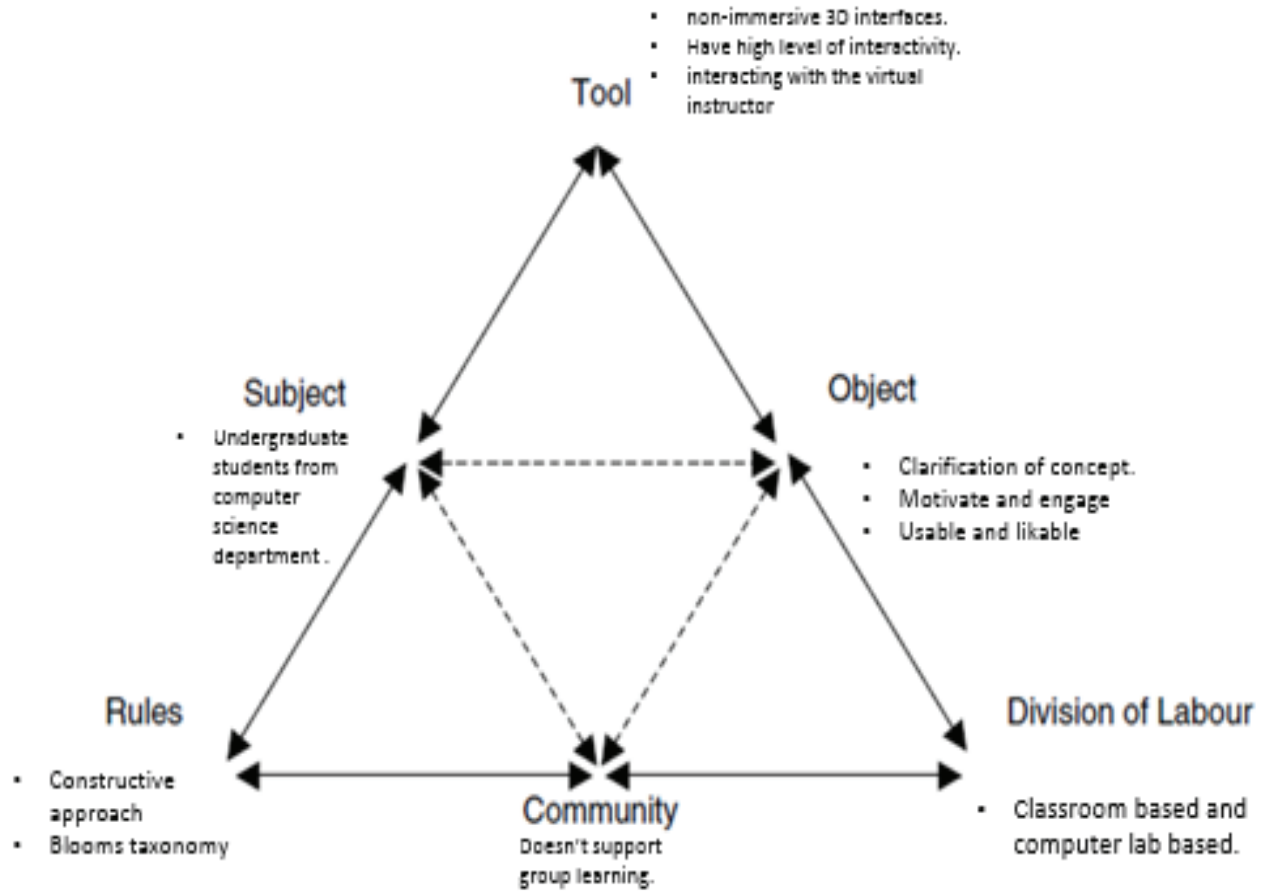 non-immersive 3D interfaces.
Have high level of interactivity.
interacting with the virtual
instructor
Tool
Subject
Undergraduate
students from
computer
science
department .
Object
Clarification of concept.
Motivate and engage
Usable and likable
Rules
Constructive
approach
Blooms taxonomy
Community
Doesn't support
group learning.
Division of Labour
Classroom based and
computer lab based.